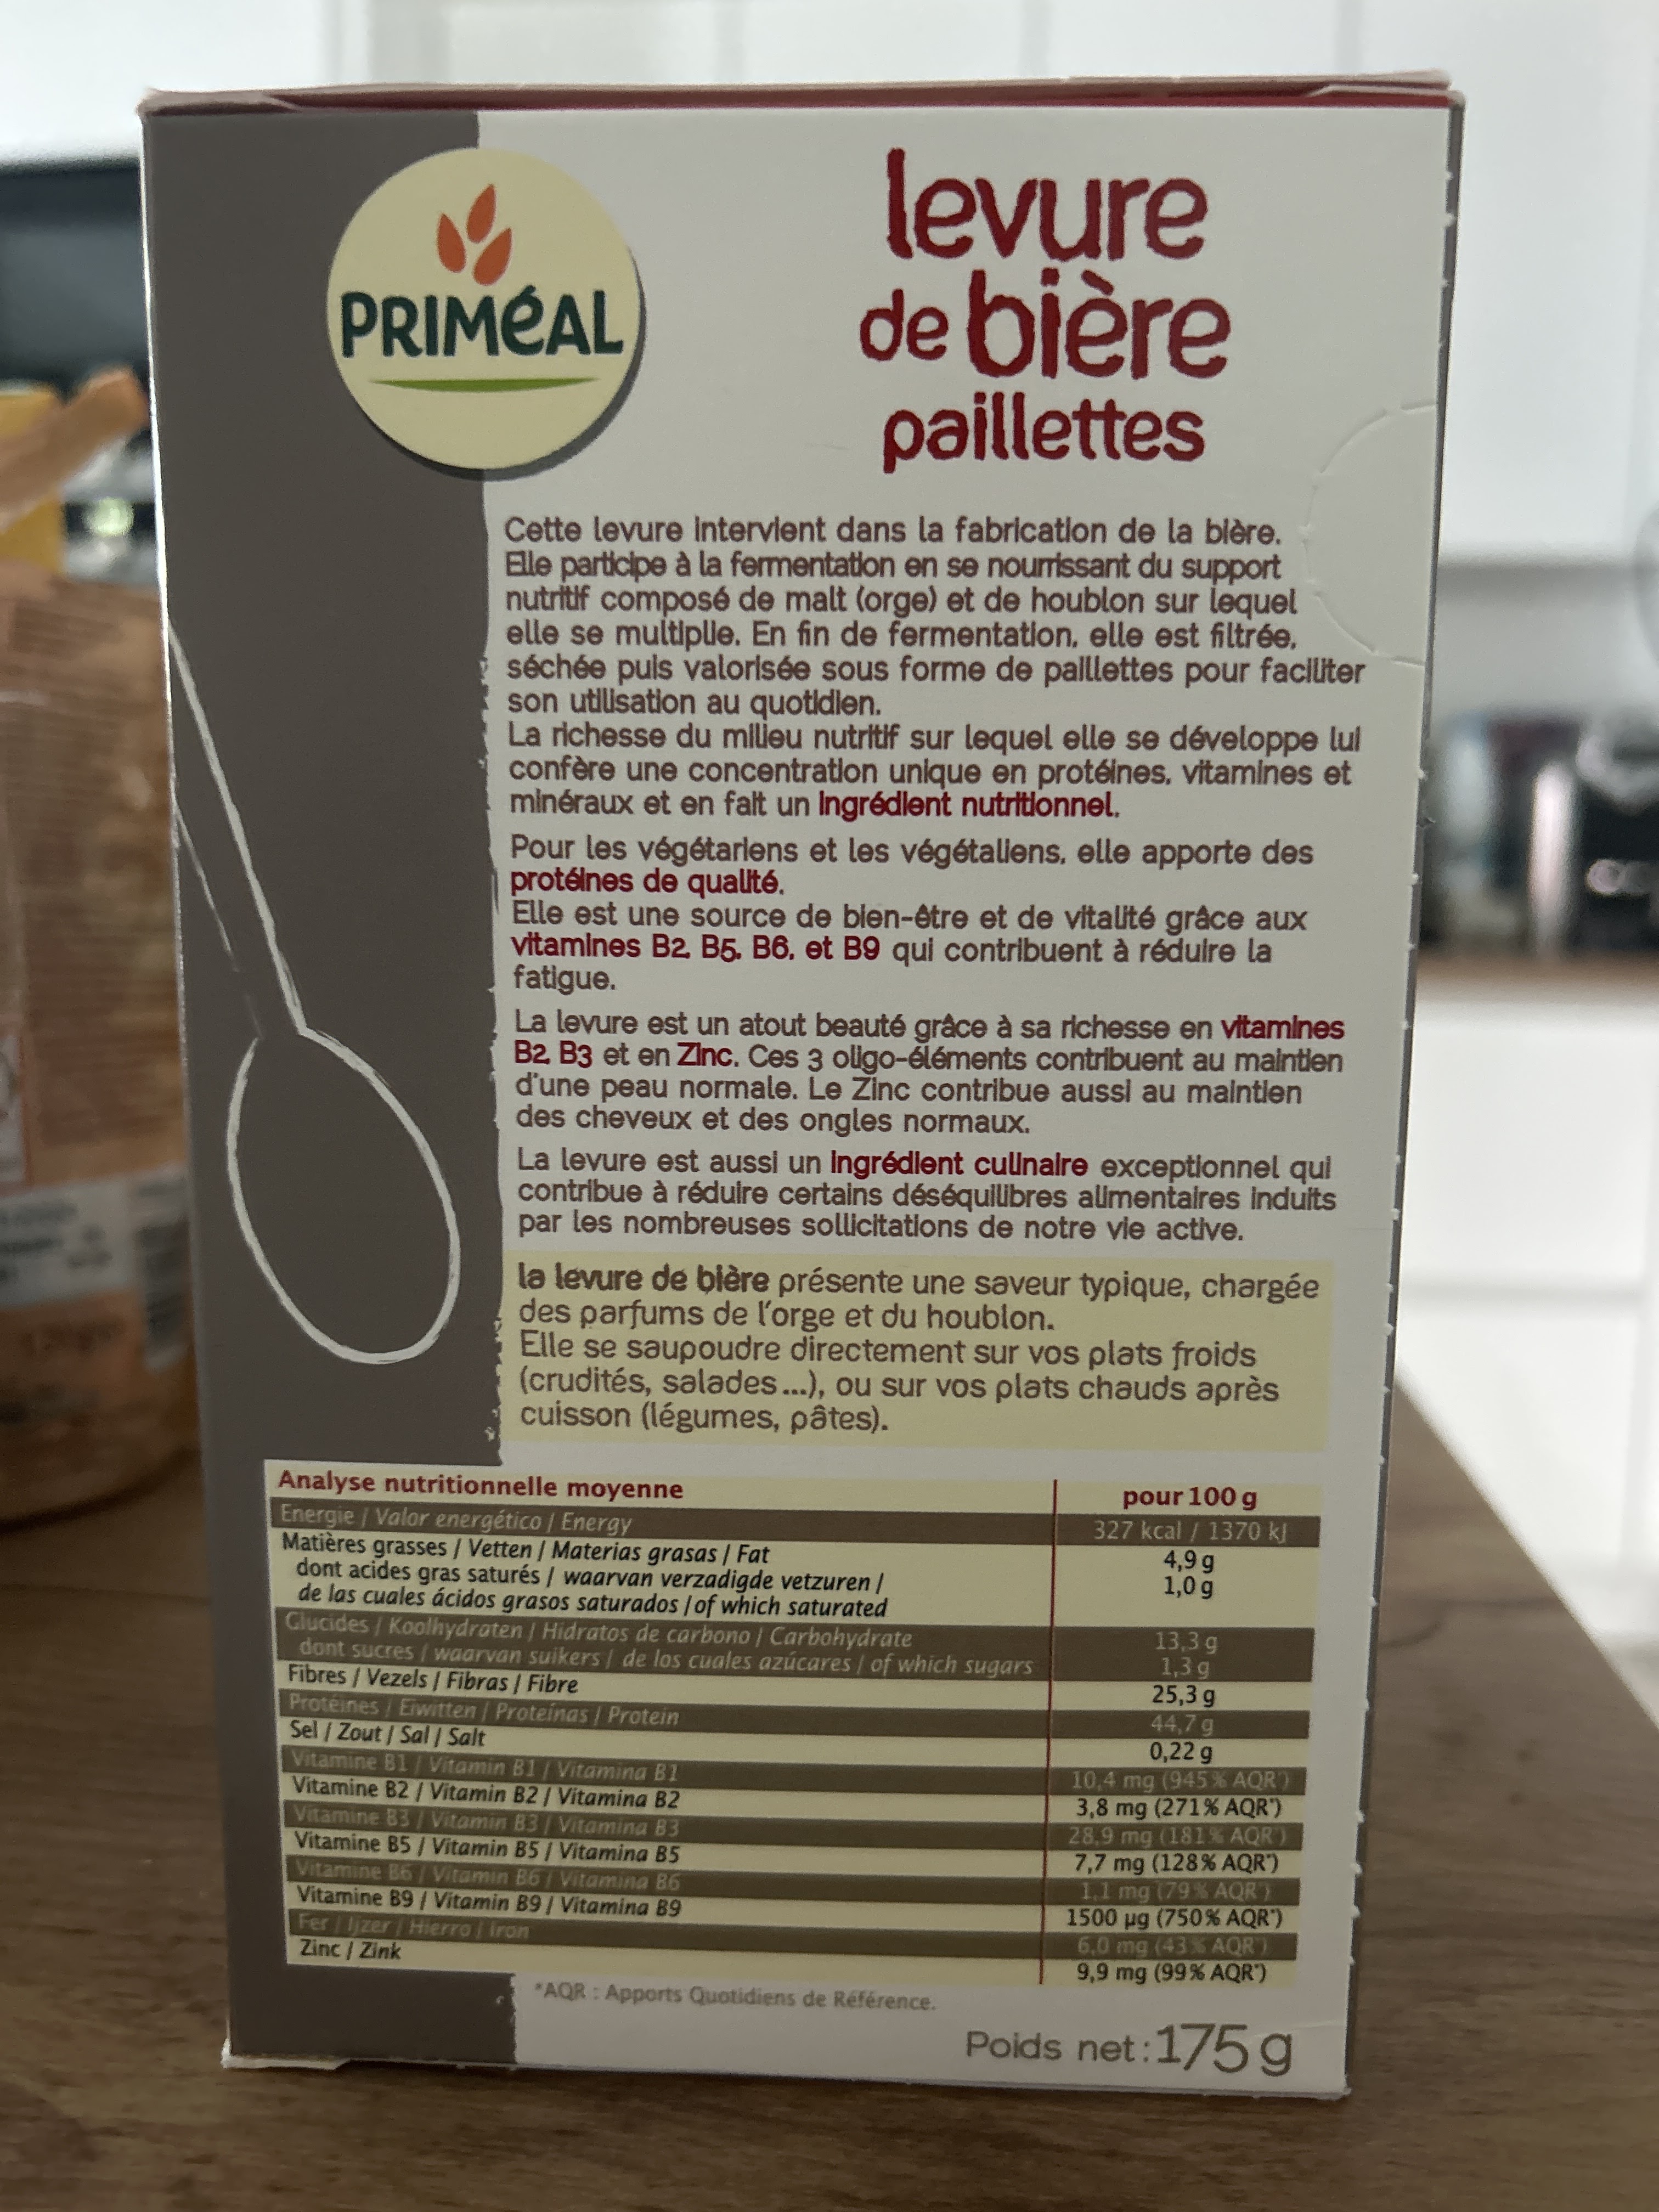 PRIMéAL
levure
de bière
paillettes
Cette levure intervient dans la fabrication de la bière.
Elle participe à la fermentation en se nourrissant du support
nutritif composé de malt (orge) et de houblon sur lequel
elle se multiplie. En fin de fermentation, elle est filtrée,
séchée puis valorisée sous forme de paillettes pour faciliter
son utilisation au quotidien.
La richesse du milieu nutritif sur lequel elle se développe lui
confère une concentration unique en protéines, vitamines et
minéraux et en fait un ingrédient nutritionnel.
Pour les végétariens et les végétaliens, elle apporte des
protéines de qualité.
Elle est une source de bien-être et de vitalité grâce aux
vitamines B2, B5, B6, et B9 qui contribuent à réduire la
fatigue.
La levure est un atout beauté grâce à sa richesse en vitamines
B2, B3 et en Zinc. Ces 3 oligo-éléments contribuent au maintien
d'une peau normale. Le Zinc contribue aussi au maintien
des cheveux et des ongles normaux.
La levure est aussi un ingrédient culinaire exceptionnel qui
contribue à réduire certains déséquilibres alimentaires induits
par les nombreuses sollicitations de notre vie active.
la levure de bière présente une saveur typique, chargée
des parfums de l'orge et du houblon.
Elle se saupoudre directement sur vos plats froids
(crudités, salades...), ou sur vos plats chauds après
cuisson (légumes, pâtes).
Analyse nutritionnelle moyenne pour 100 g
Energie / Valor energético / Energy 327 kcal / 1370 kJ
Matières grasses / Vetten / Materias grasas / Fat 4,9 g
dont acides gras saturés / waarvan verzadigde vetzuren / 1,0 g
de las cuales ácidos grasos saturados / of which saturated
Glucides / Koolhydraten / Hidratos de carbono / Carbohydrate 13,3 g
dont sucres / waarvan suikers / de los cuales azúcares / of which sugars 1,3 g
Fibres / Vezels / Fibras / Fibre 25,3 g
Protéines / Eiwitten / Proteínas / Protein 44,7 g
Sel / Zout / Sal / Salt 0,22 g
Vitamine B1 / Vitamin B1 / Vitamina B1 10,4 mg (945% AQR*)
Vitamine B2 / Vitamin B2 / Vitamina B2 3,8 mg (271% AQR*)
Vitamine B3 / Vitamin B3 / Vitamina B3 28,9 mg (181% AQR*)
Vitamine B5 / Vitamin B5 / Vitamina B5 7,7 mg (128% AQR*)
Vitamine B6 / Vitamin B6 / Vitamina B6 1,1 mg (79% AQR*)
Vitamine B9 / Vitamin B9 / Vitamina B9 1500 µg (750% AQR*)
Fer / Ijzer / Hierro / Iron 6,0 mg (43% AQR*)
Zinc / Zink 9,9 mg (99% AQR*)
*AQR : Apports Quotidiens de Référence.
Poids net:175g